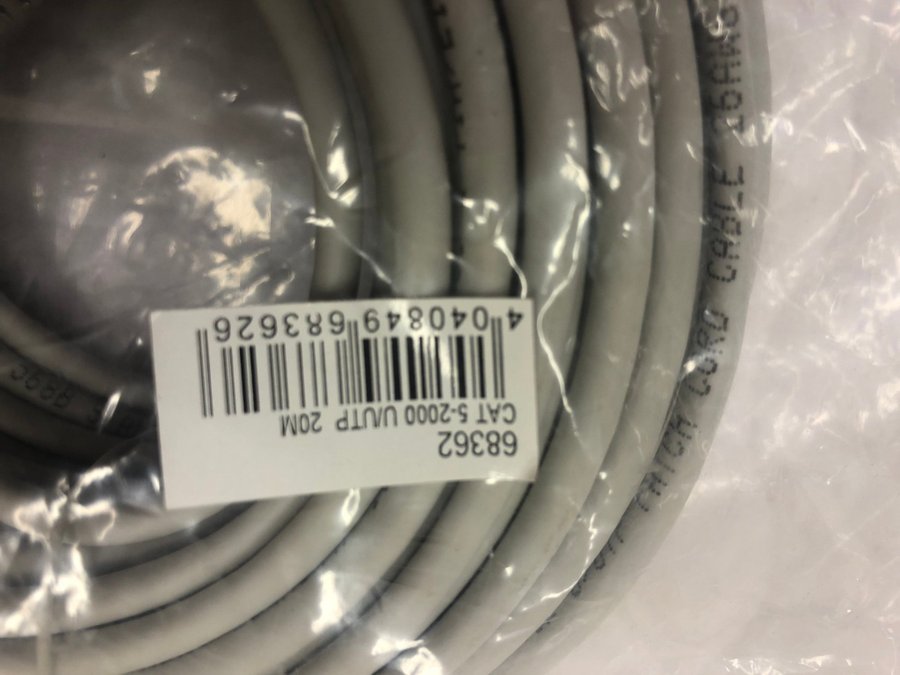 68362
CAT 5-2000 U/UTP 20M
4 040849 683626
PATCH CORD CABLE 26AWG